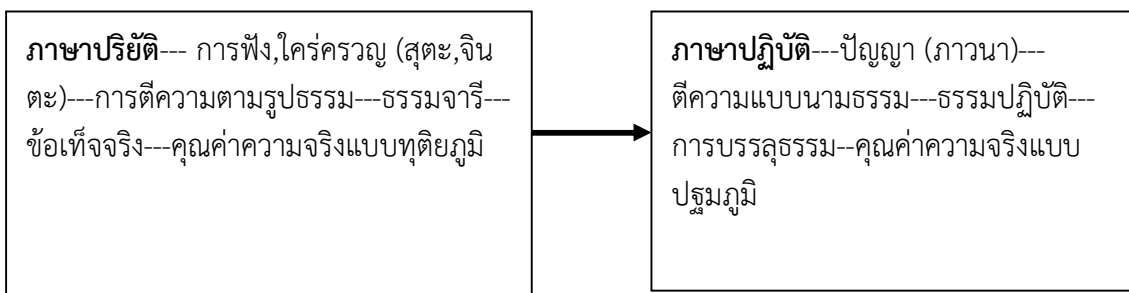 ภาษาปริยัติ--- การฟัง,ใคร่ครวญ (สุตะ,จิน
ตะ)---การตีความตามรูปธรรม---ธรรมจารี---
ข้อเท็จจริง---คุณค่าความจริงแบบทุติยภูมิ
ภาษาปฏิบัติ---ปัญญา (ภาวนา)---
ตีความแบบนามธรรม---ธรรมปฏิบัติ---
การบรรลุธรรม--คุณค่าความจริงแบบ
ปฐมภูมิ